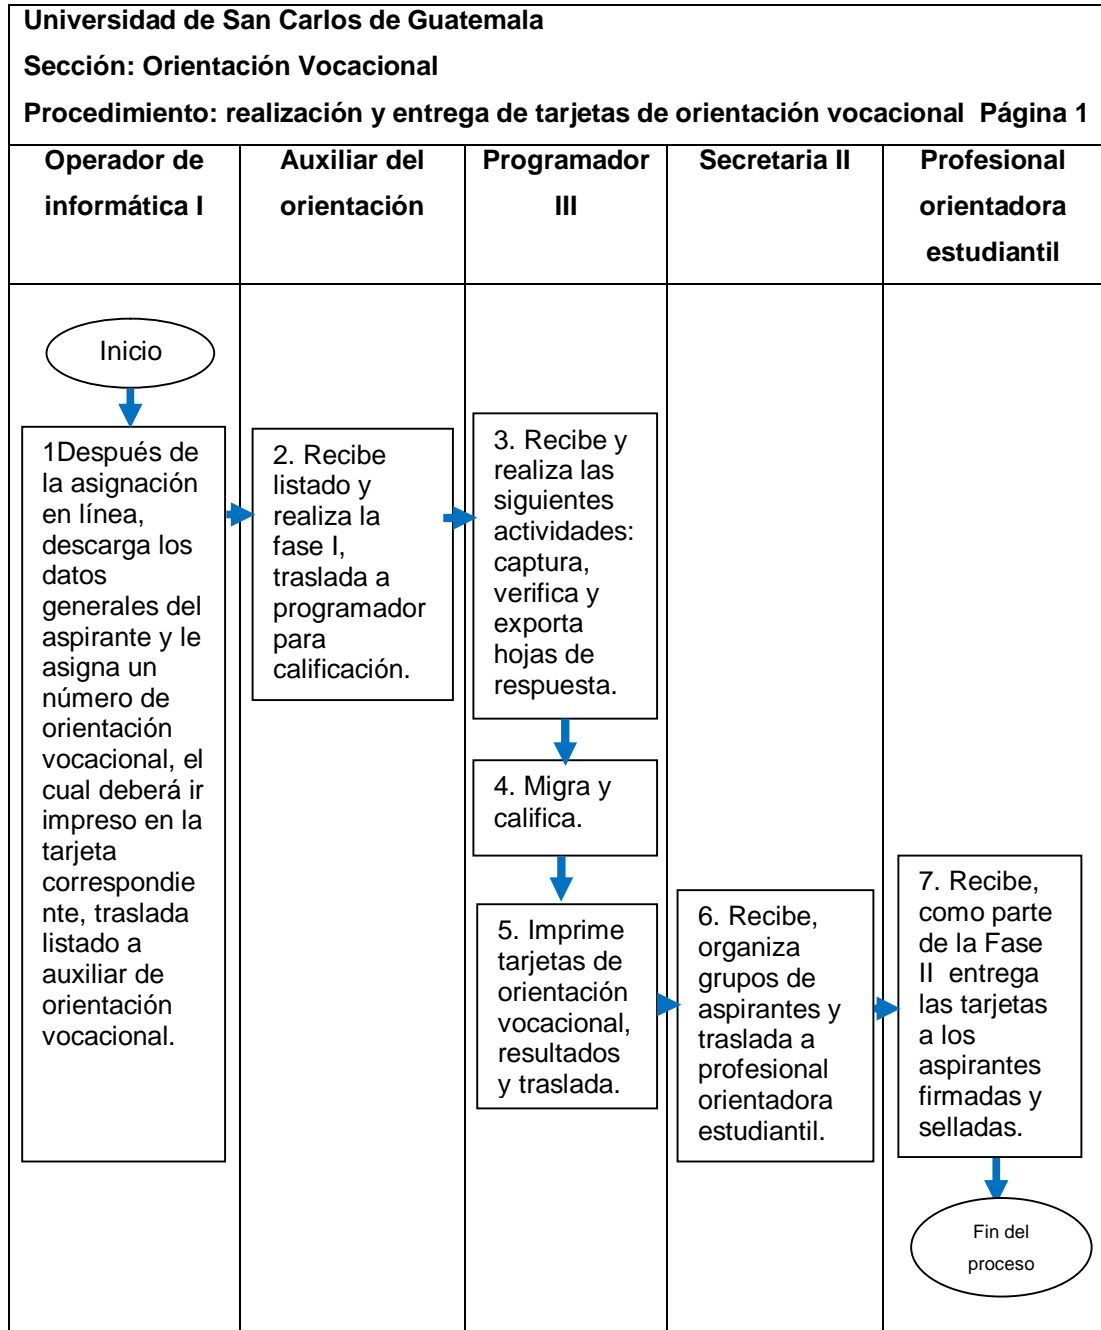 Universidad de San Carlos de Guatemala
Sección: Orientación Vocacional
Procedimiento: realización y entrega de tarjetas de orientación vocacional Página 1
Operador de
informática I
Auxiliar del
orientación
Programador
III
Secretaria II
Profesional
orientadora
estudiantil
Inicio
1Después de
la asignación
en línea,
descarga los
datos
generales del
aspirante y le
asigna un
número de
orientación
vocacional, el
cual deberá ir
impreso en la
tarjeta
correspondie
nte, traslada
listado a
auxiliar de
orientación
vocacional.
2. Recibe
listado y
realiza la
fase I,
traslada a
programador
para
calificación.
3. Recibe y
realiza las
siguientes
actividades:
captura,
verifica y
exporta
hojas de
respuesta.
4. Migra y
califica.
5. Imprime
tarjetas de
orientación
vocacional,
resultados
y traslada.
6. Recibe,
organiza
grupos de
aspirantes y
traslada a
profesional
orientadora
estudiantil.
7. Recibe,
como parte
de la Fase
II entrega
las tarjetas
a los
aspirantes
firmadas y
selladas.
Fin del
proceso